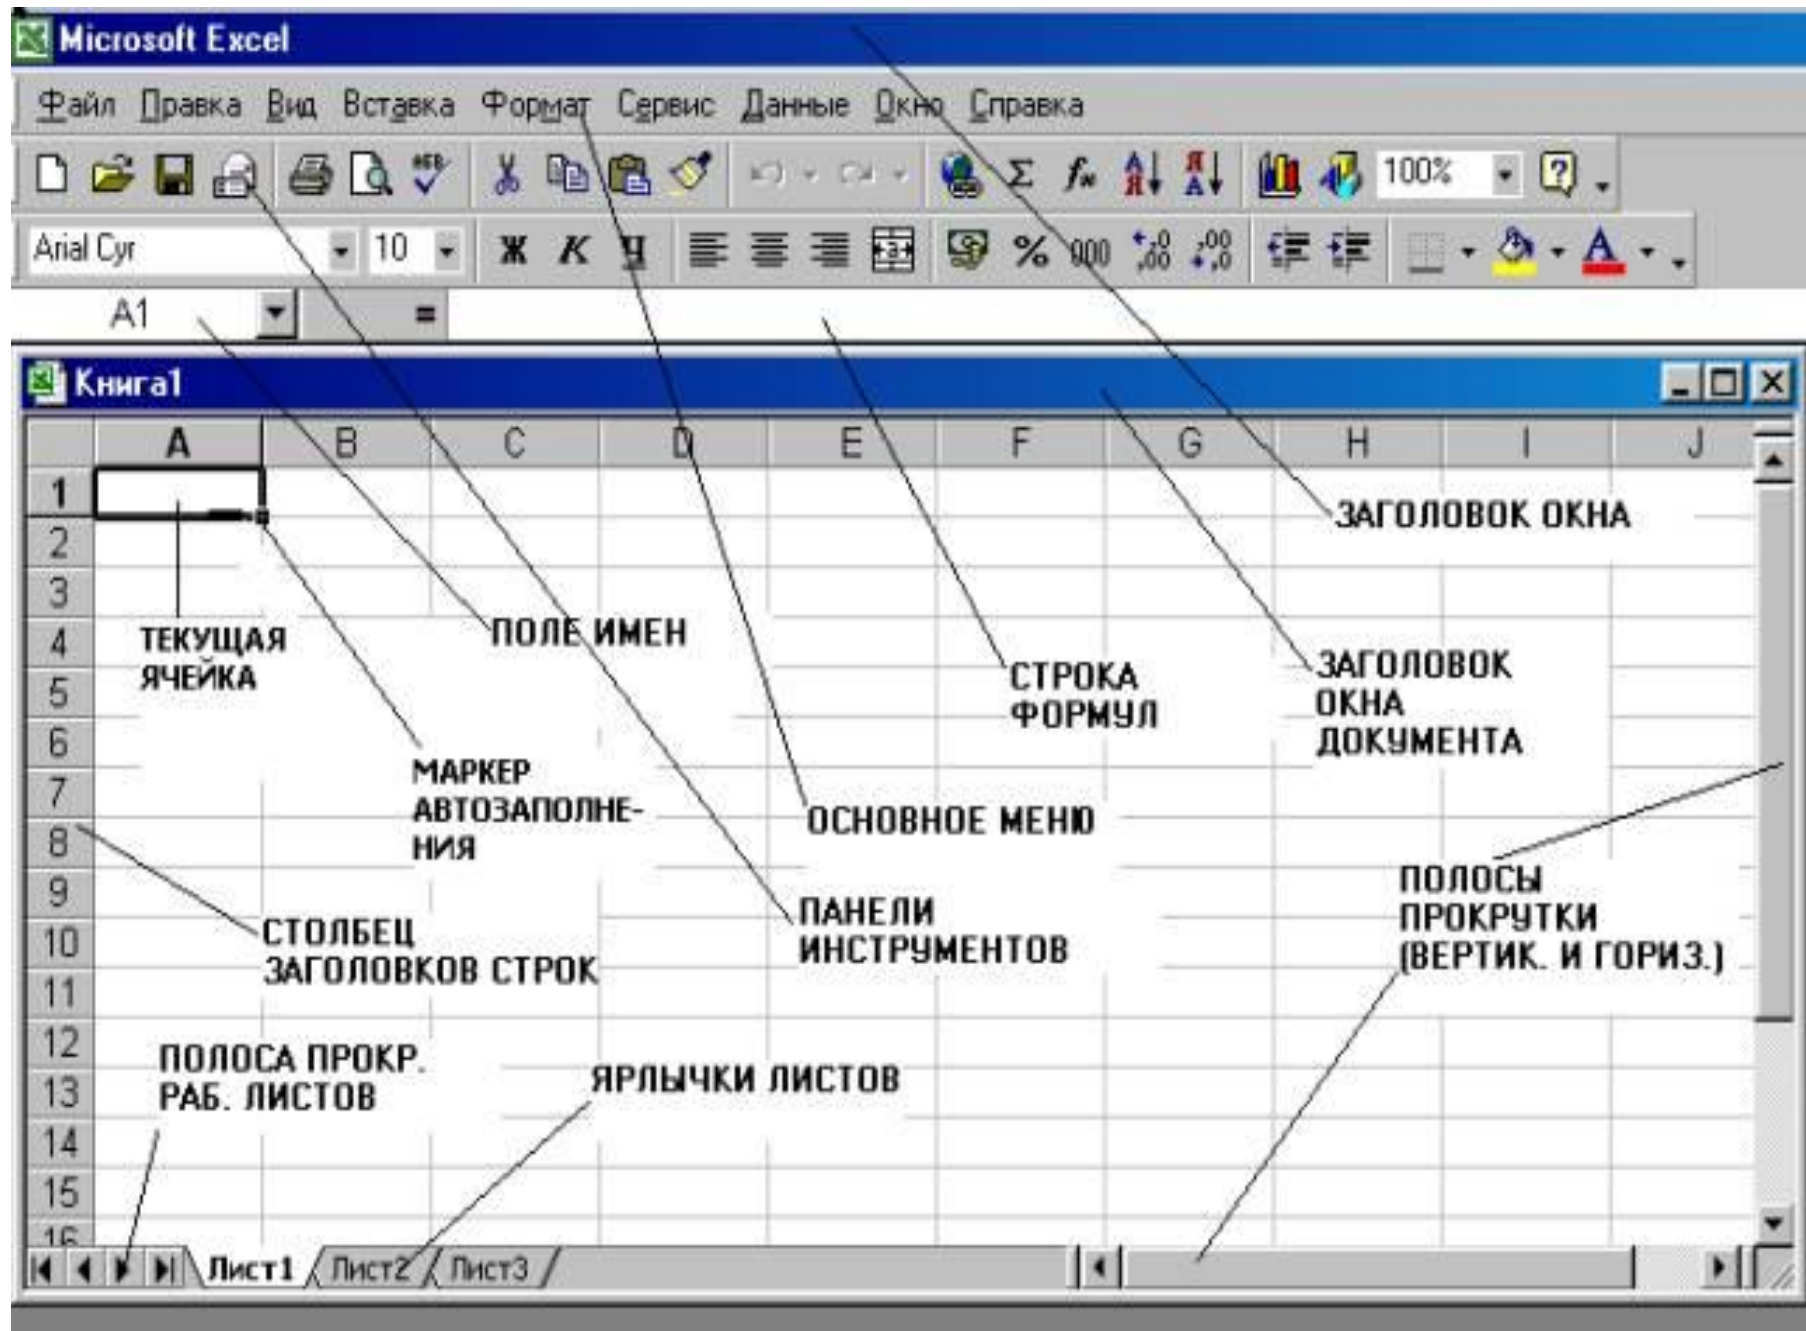 Microsoft Excel
Файл Правка Вид Вставка Формат Сервис Данные Окно Справка
100%
Arial Cyr 10 Ж К Ч % 000
A1 =
Книга1
A B C D E F G H I J
1
ЗАГОЛОВОК ОКНА
2
3
4
ТЕКУЩАЯ
ЯЧЕЙКА
ПОЛЕ ИМЕН
СТРОКА
ФОРМУЛ
ЗАГОЛОВОК
ОКНА
ДОКУМЕНТА
5
6
7
МАРКЕР
АВТОЗАПОЛНЕ-
НИЯ
ОСНОВНОЕ МЕНЮ
8
9
ПОЛОСЫ
ПРОКРУТКИ
(ВЕРТИК. И ГОРИЗ.)
ПАНЕЛИ
ИНСТРУМЕНТОВ
10
СТОЛБЕЦ
ЗАГОЛОВКОВ СТРОК
11
12
ПОЛОСА ПРОКР.
РАБ. ЛИСТОВ
ЯРЛЫЧКИ ЛИСТОВ
13
14
15
16
Лист1 Лист2 Лист3